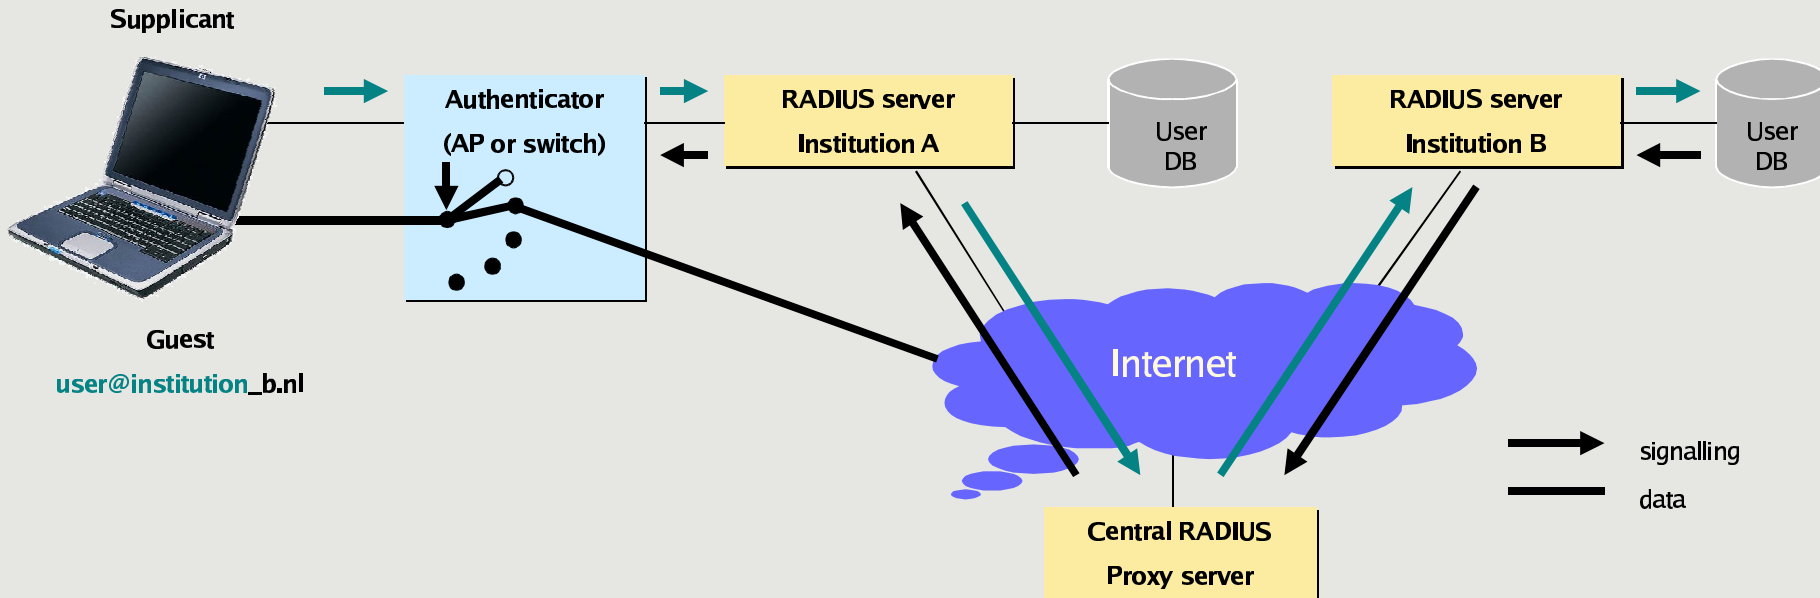 Supplicant
Authenticator
(AP or switch)
RADIUS server
Institution A
User
DB
RADIUS server
Institution B
User
DB
Guest
user@institution_b.nl
Internet
signalling
data
Central RADIUS
Proxy server